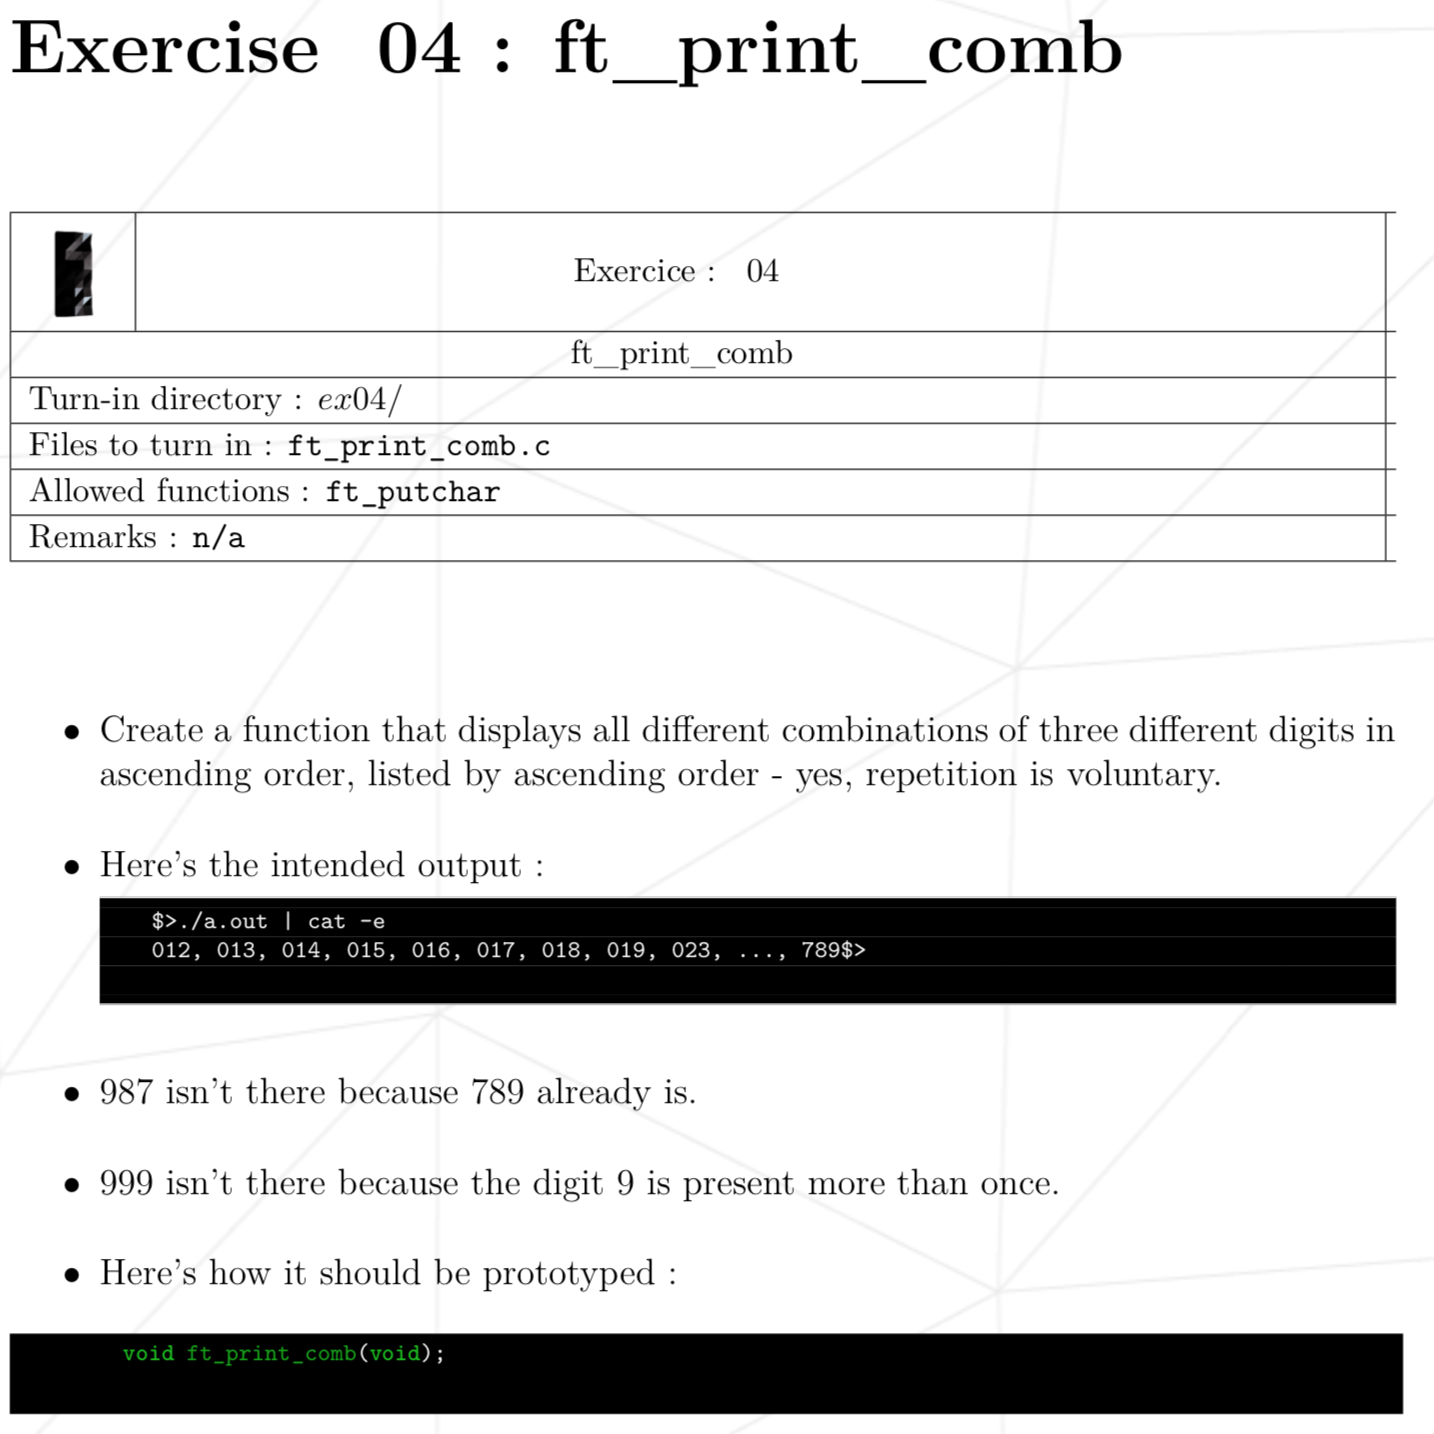 Exercise 04 : ft_print_comb
Exercice : 04
ft_print_comb
Turn-in directory : ex04/
Files to turn in : ft_print_comb.c
Allowed functions : ft_putchar
Remarks : n/a
• Create a function that displays all different combinations of three different digits in
ascending order, listed by ascending order - yes, repetition is voluntary.
• Here's the intended output :
$>./a.out | cat -e
012, 013, 014, 015, 016, 017, 018, 019, 023, ..., 789$>
• 987 isn't there because 789 already is.
• 999 isn't there because the digit 9 is present more than once.
• Here's how it should be prototyped :
void ft_print_comb(void);